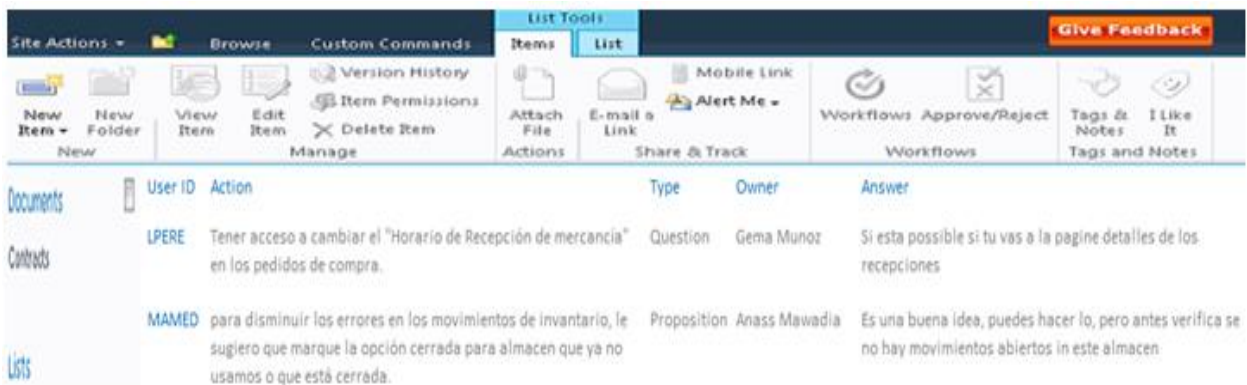 List Tools
Site Actions Browse Custom Commands Items List Give Feedback
Version History Mobile Link
Item Permissions Alert Me
New Item New Folder View Item Edit Item Delete Item Attach File E-mail a Link Workflows Approve/Reject Tags & Notes I Like It
New Manage Actions Share & Track Workflows Tags and Notes
Documents User ID Action Type Owner Answer
LPERE Tener acceso a cambiar el "Horario de Recepción de mercancía" Question Gema Munoz Si esta possible si tu vas a la pagine detalles de los
Contracts en los pedidos de compra. recepciones
MAMED para disminuir los errores en los movimientos de invantario, le Proposition Anass Mawadia Es una buena idea, puedes hacer lo, pero antes verifica se
sugiero que marque la opción cerrada para almacen que ya no no hay movimientos abiertos in este almacen
Lists usamos o que está cerrada.